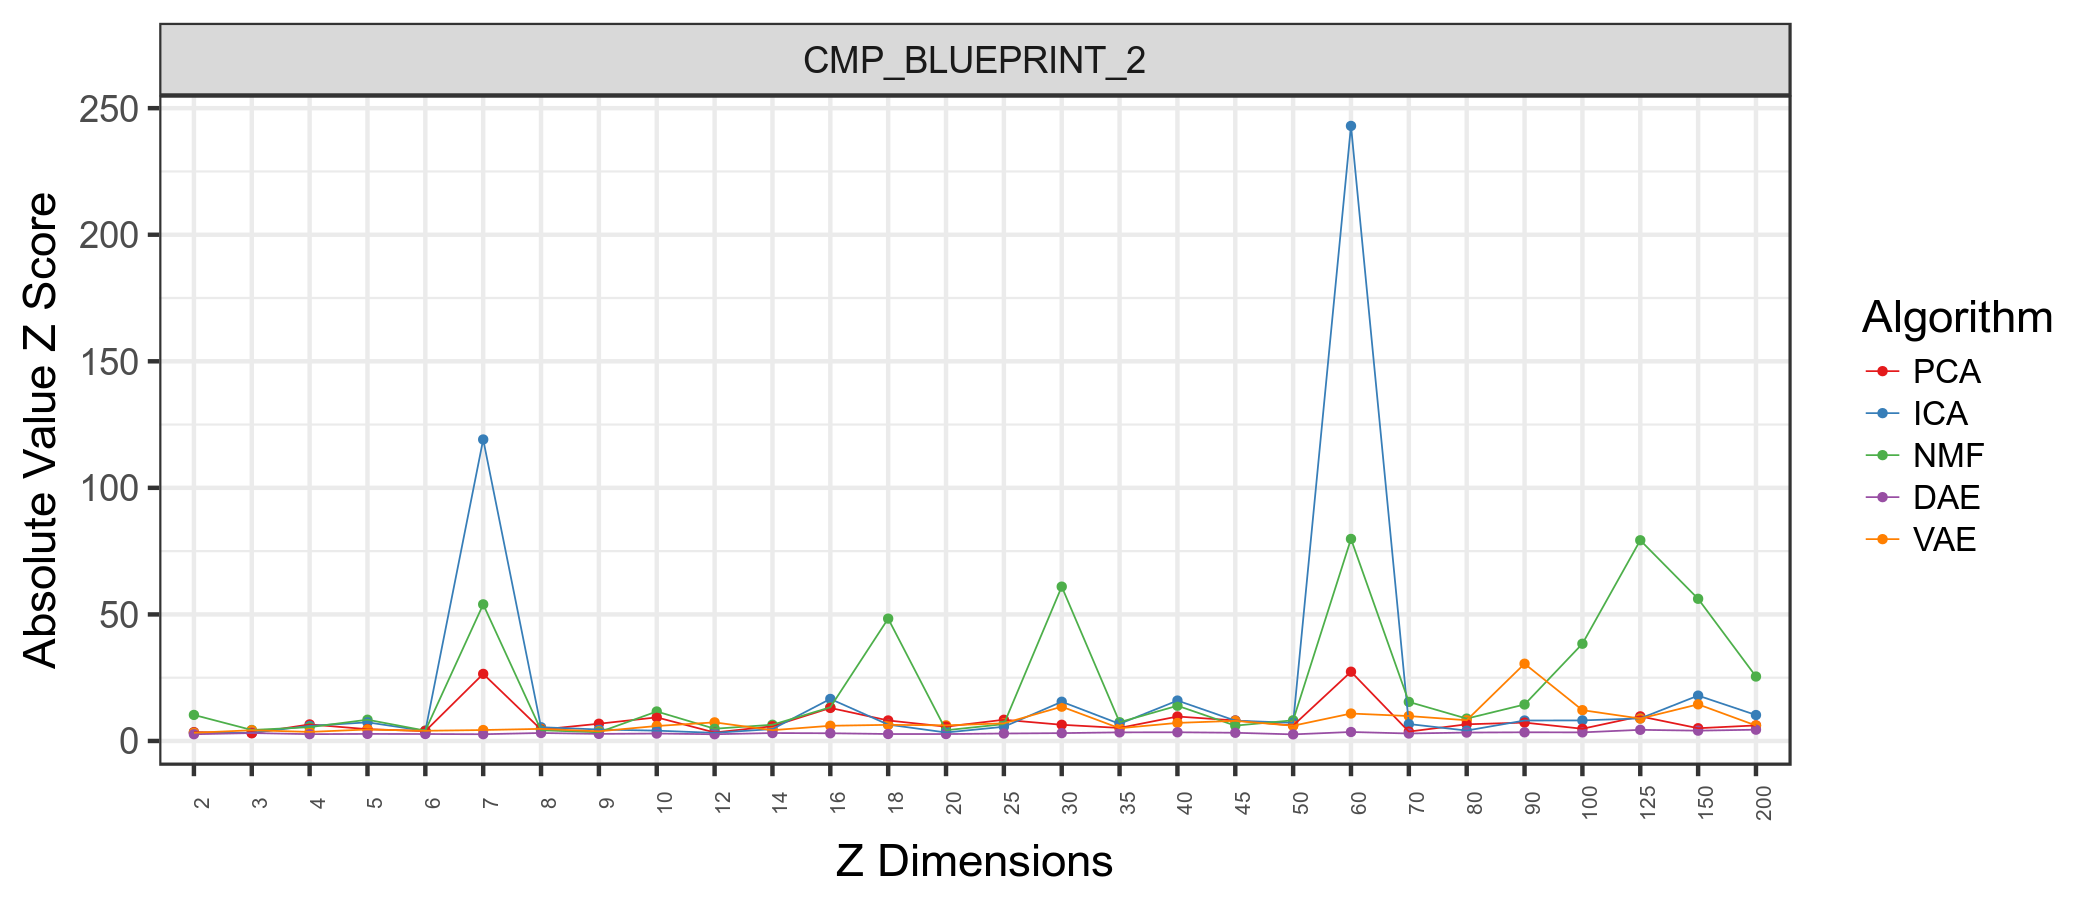 CMP_BLUEPRINT_2
250
200
150
100
50
0
Absolute Value Z Score
2 3 4 5 6 7 8 9 10 12 14 16 18 20 25 30 35 40 45 50 60 70 80 90 100 125 150 200
Z Dimensions
Algorithm
PCA
ICA
NMF
DAE
VAE